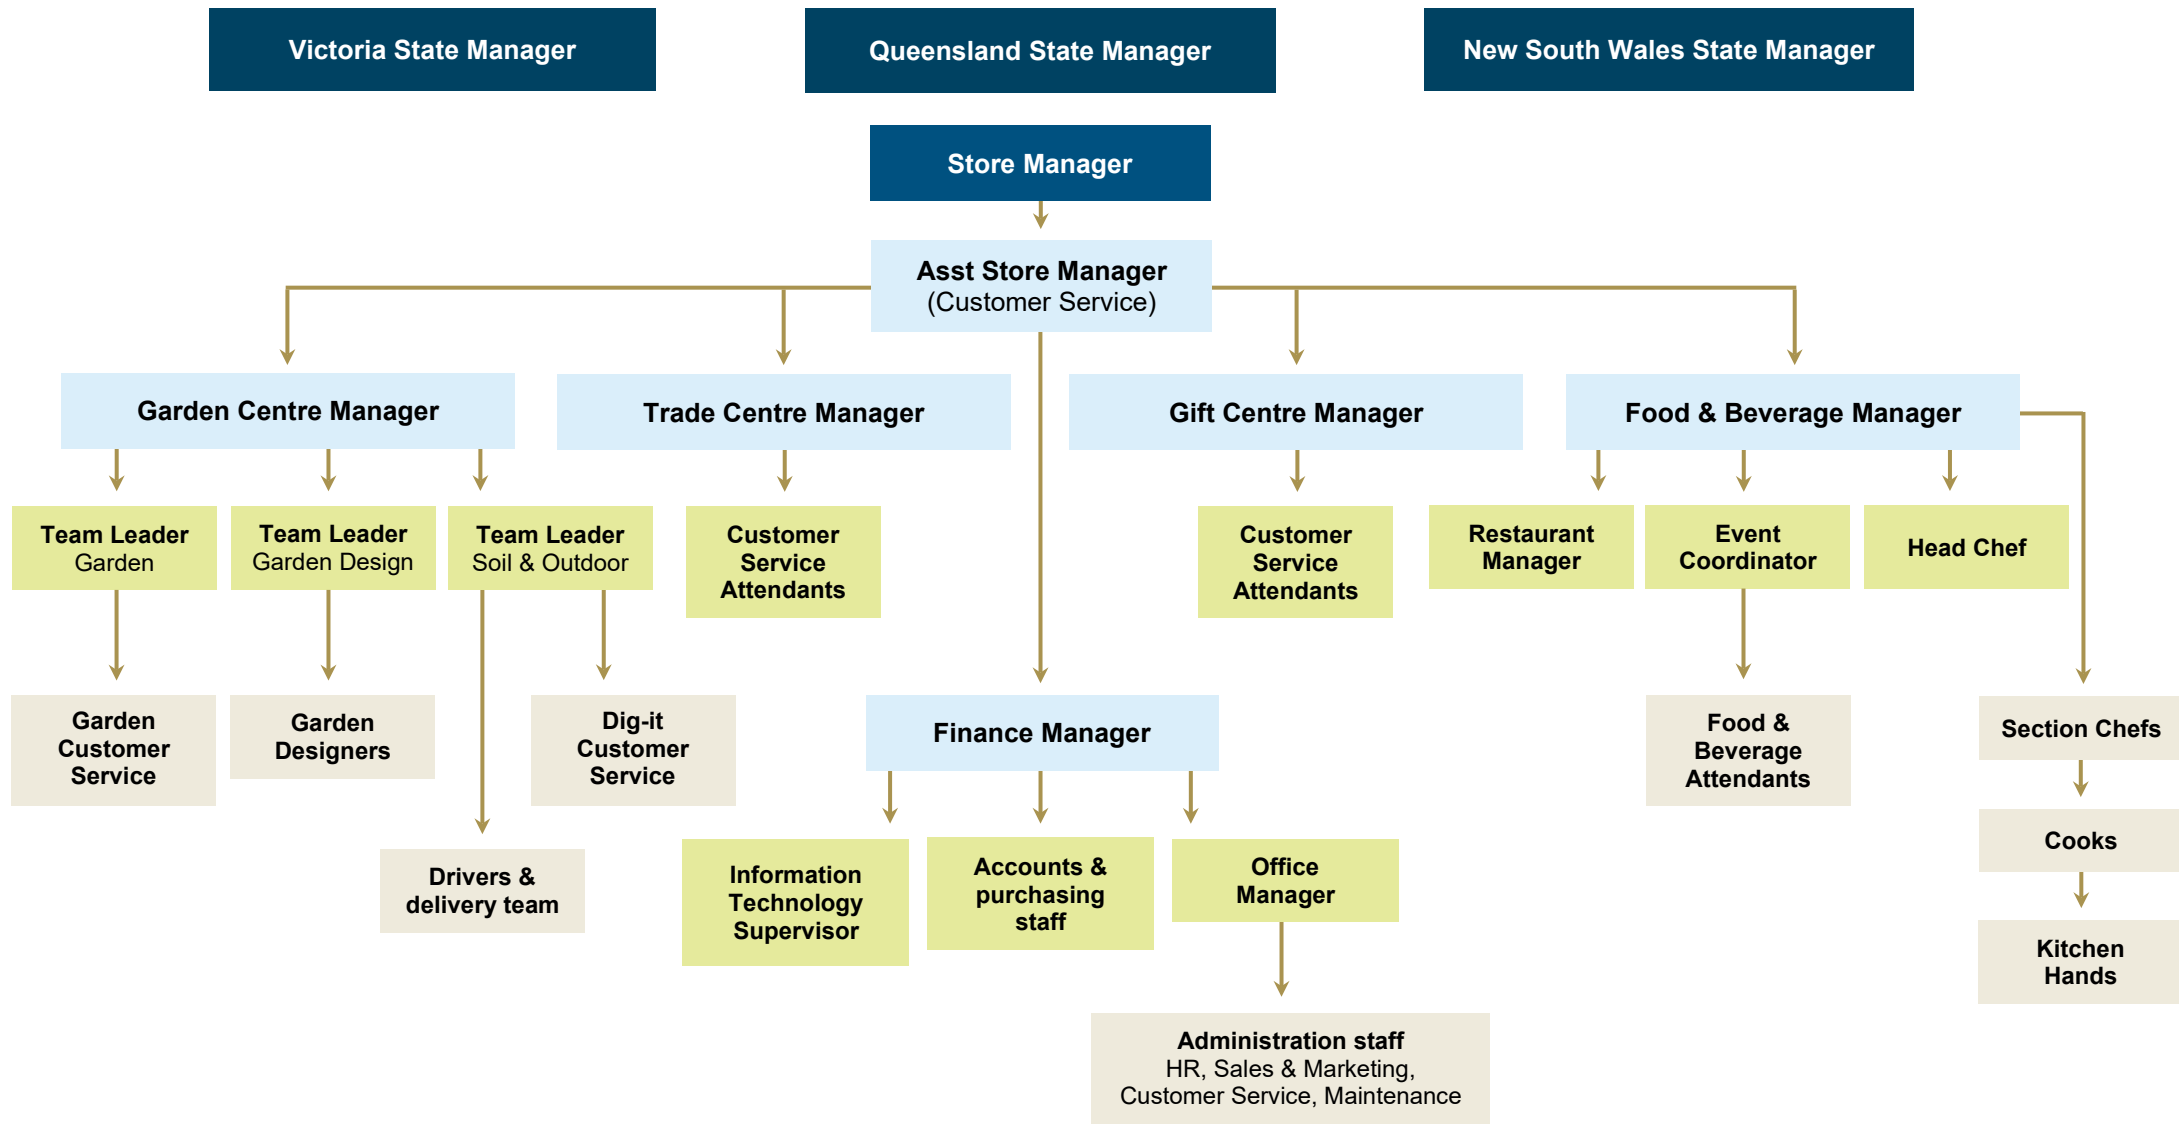 Victoria State Manager
Queensland State Manager
New South Wales State Manager
Store Manager
Asst Store Manager
(Customer Service)
Garden Centre Manager
Trade Centre Manager
Gift Centre Manager
Food & Beverage Manager
Team Leader
Garden
Team Leader
Garden Design
Team Leader
Soil & Outdoor
Customer
Service
Attendants
Customer
Service
Attendants
Restaurant
Manager
Event
Coordinator
Head Chef
Garden
Customer
Service
Garden
Designers
Dig-it
Customer
Service
Finance Manager
Food &
Beverage
Attendants
Section Chefs
Cooks
Kitchen
Hands
Drivers &
delivery team
Information
Technology
Supervisor
Accounts &
purchasing
staff
Office
Manager
Administration staff
HR, Sales & Marketing,
Customer Service, Maintenance